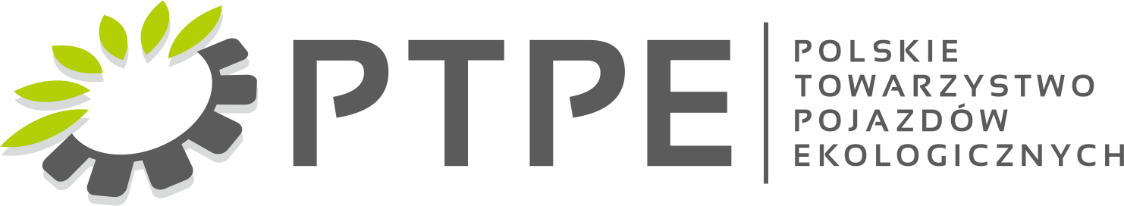 PTPE
POLSKIE
TOWARZYSTWO
POJAZDÓW
EKOLOGICZNYCH